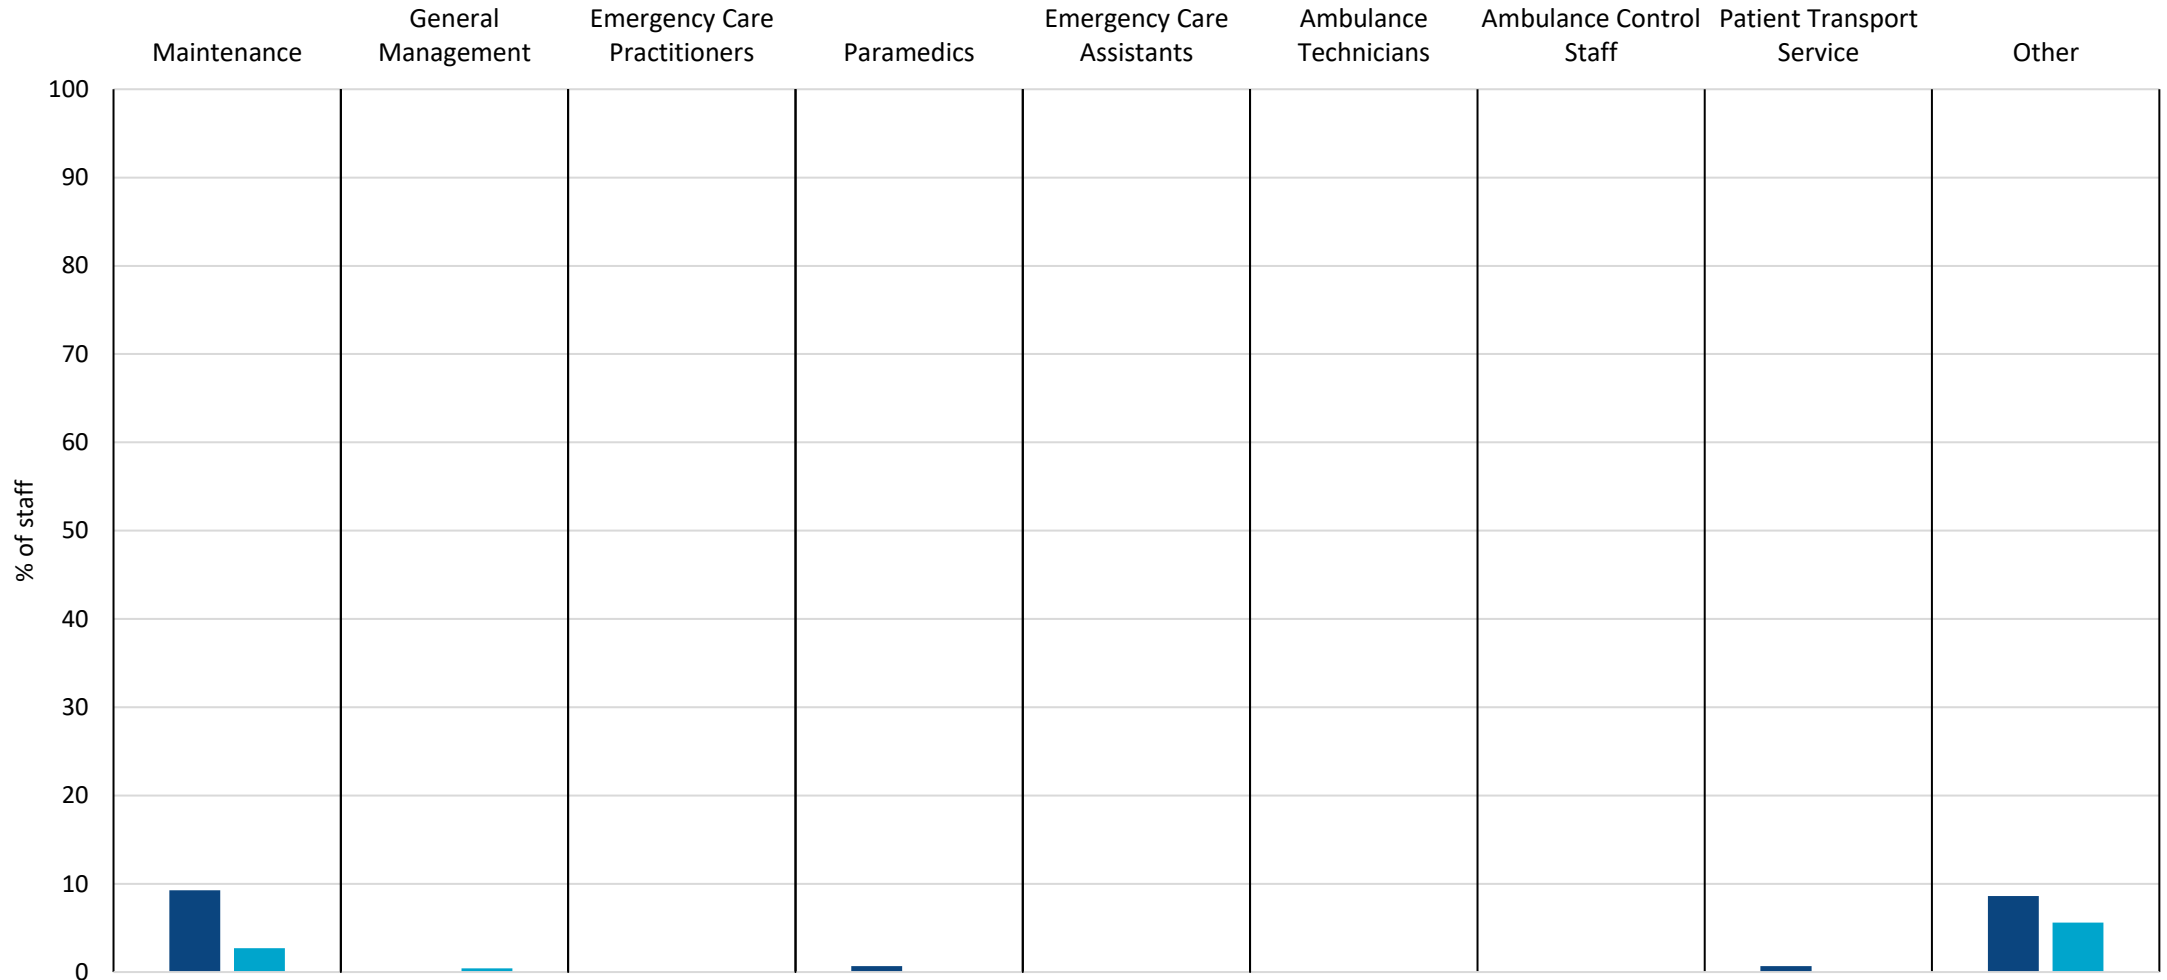 Maintenance
General
Management
Emergency Care
Practitioners
Paramedics
Emergency Care
Assistants
Ambulance
Technicians
Ambulance Control
Staff
Patient Transport
Service
Other
100
90
80
70
60
50
40
30
20
10
0
% of staff